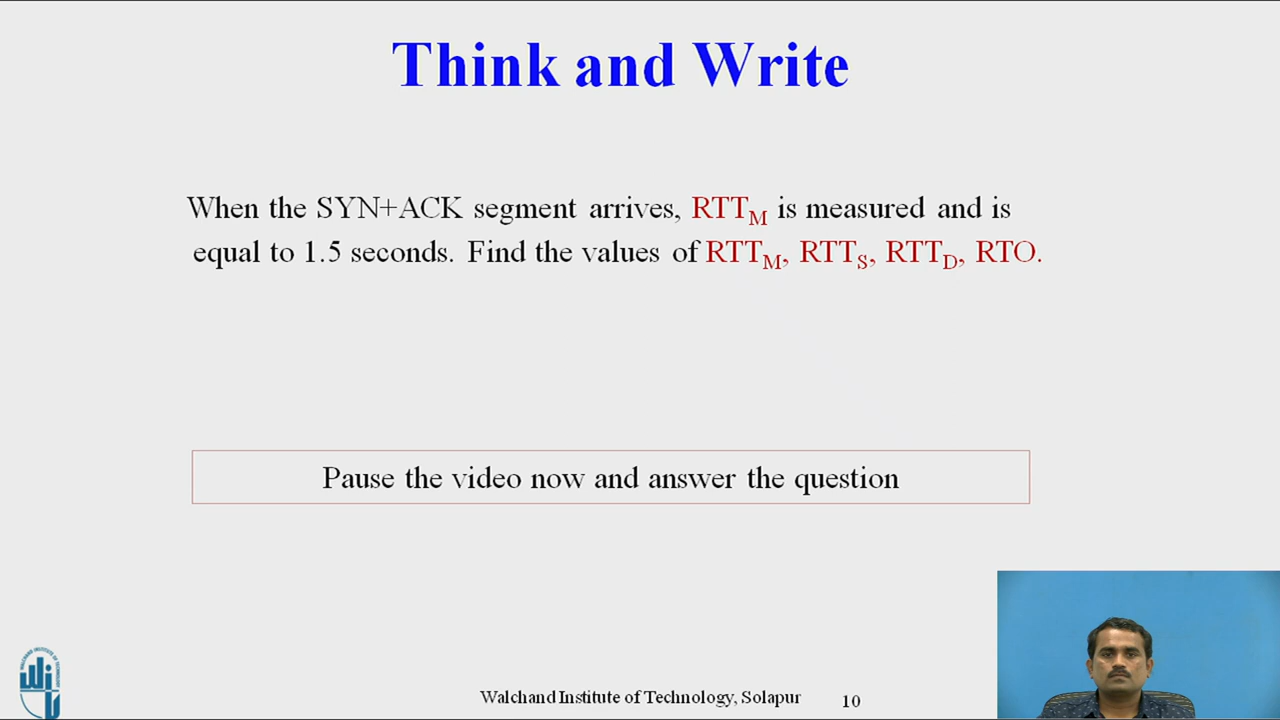 Think and Write
When the SYN+ACK segment arrives, RTTM is measured and is
equal to 1.5 seconds. Find the values of RTTM, RTTS, RTTD, RTO.
Pause the video now and answer the question
Walchand Institute of Technology, Solapur
10